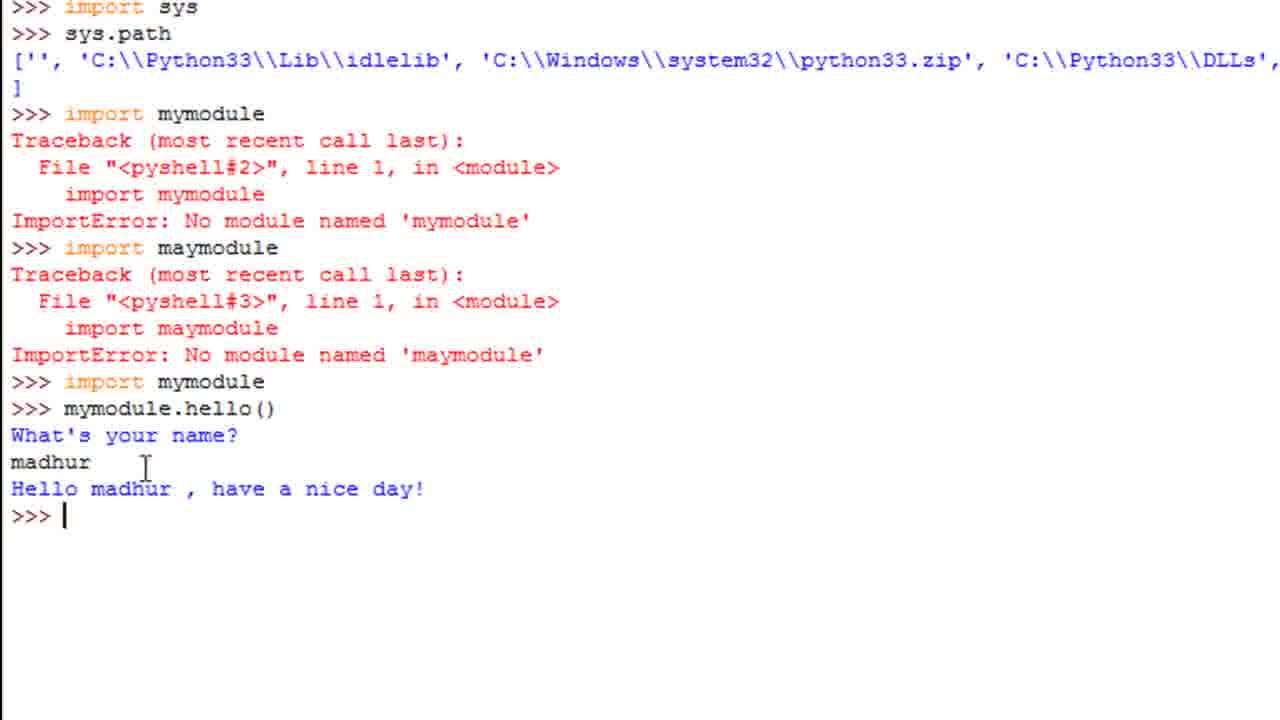 >>> import sys
>>> sys.path
['', 'C:\\Python33\\Lib\\idlelib', 'C:\\Windows\\system32\\python33.zip', 'C:\\Python33\\DLLs',
]
>>> import mymodule
Traceback (most recent call last):
  File "<pyshell#2>", line 1, in <module>
    import mymodule
ImportError: No module named 'mymodule'
>>> import maymodule
Traceback (most recent call last):
  File "<pyshell#3>", line 1, in <module>
    import maymodule
ImportError: No module named 'maymodule'
>>> import mymodule
>>> mymodule.hello()
What's your name?
madhur
Hello madhur , have a nice day!
>>>